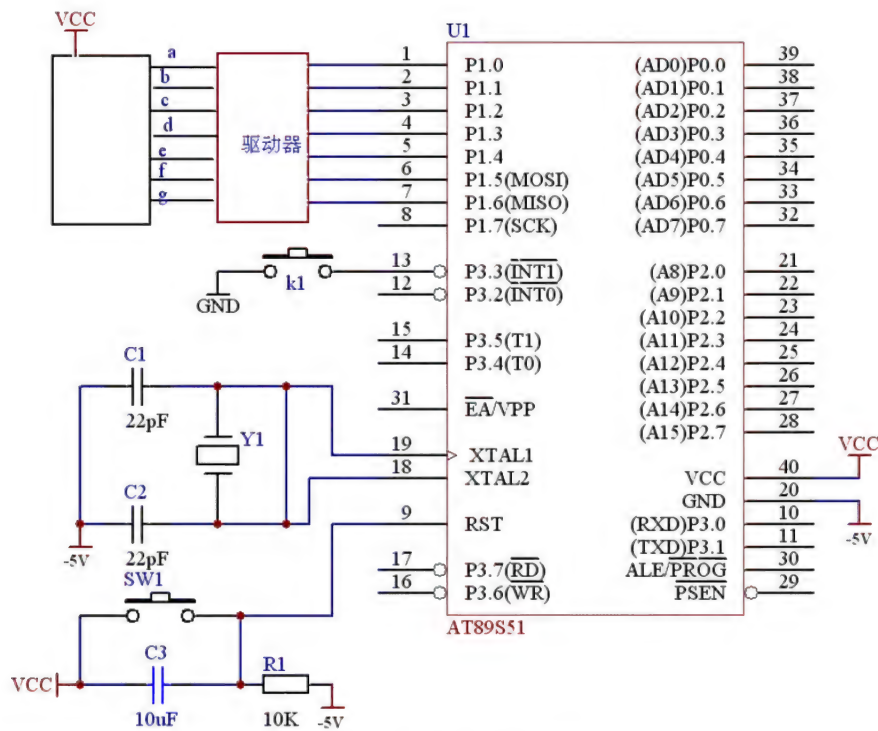 VCC
a
b
c
d
e
f
g
驱动器
k1
GND
C1
22pF
Y1
C2
22pF
-5V
SW1
C3
10uF
VCC
R1
10K
-5V
U1
1 P1.0
2 P1.1
3 P1.2
4 P1.3
5 P1.4
6 P1.5(MOSI)
7 P1.6(MISO)
8 P1.7(SCK)
13 P3.3(INT1)
12 P3.2(INT0)
15 P3.5(T1)
14 P3.4(T0)
31 EA/VPP
19 XTAL1
18 XTAL2
9 RST
17 P3.7(RD)
16 P3.6(WR)
(AD0)P0.0 39
(AD1)P0.1 38
(AD2)P0.2 37
(AD3)P0.3 36
(AD4)P0.4 35
(AD5)P0.5 34
(AD6)P0.6 33
(AD7)P0.7 32
(A8)P2.0 21
(A9)P2.1 22
(A10)P2.2 23
(A11)P2.3 24
(A12)P2.4 25
(A13)P2.5 26
(A14)P2.6 27
(A15)P2.7 28
VCC 40
GND 20
(RXD)P3.0 10
(TXD)P3.1 11
ALE/PROG 30
PSEN 29
AT89S51
VCC
-5V